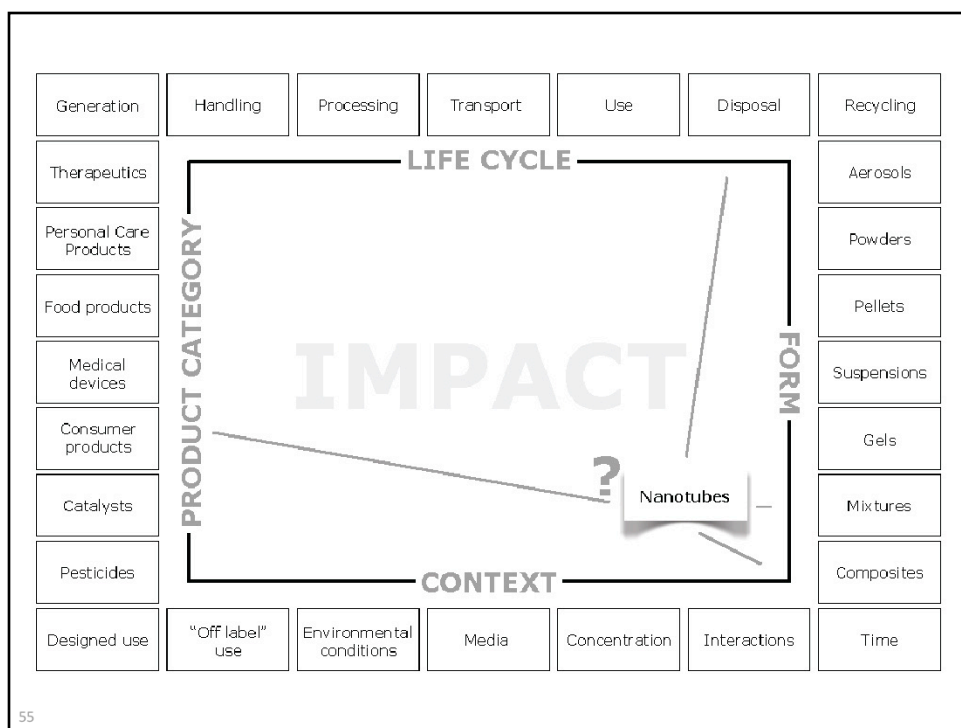 Generation
Handling
Processing
Transport
Use
Disposal
Recycling
LIFE CYCLE
Therapeutics
Personal Care
Products
Food products
Medical
devices
Consumer
products
Catalysts
Pesticides
PRODUCT CATEGORY
IMPACT
?
Nanotubes
FORM
Aerosols
Powders
Pellets
Suspensions
Gels
Mixtures
Composites
CONTEXT
Designed use
“Off label”
use
Environmental
conditions
Media
Concentration
Interactions
Time
55